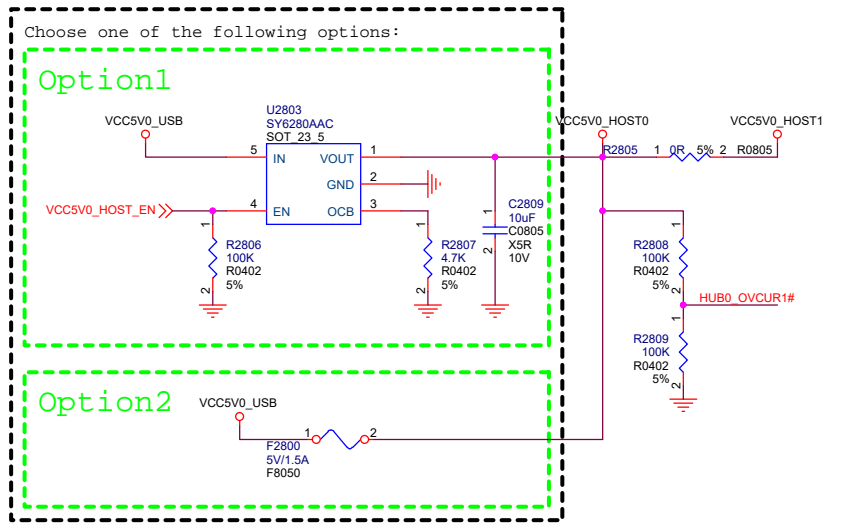 Choose one of the following options:
Option1
VCC5V0_USB
U2803
SY6280AAC
SOT_23_5
5 IN VOUT 1
GND 2
4 EN OCB 3
VCC5V0_HOST_EN
1
R2806
100K
R0402
5%
2
1
R2807
4.7K
R0402
5%
2
1
C2809
10uF
C0805
X5R
10V
2
VCC5V0_HOST0
VCC5V0_HOST1
R2805 1 0R 5% 2 R0805
1
R2808
100K
R0402
5%
2
HUB0_OVCUR1#
1
R2809
100K
R0402
5%
2
Option2
VCC5V0_USB
1 2
F2800
5V/1.5A
F8050